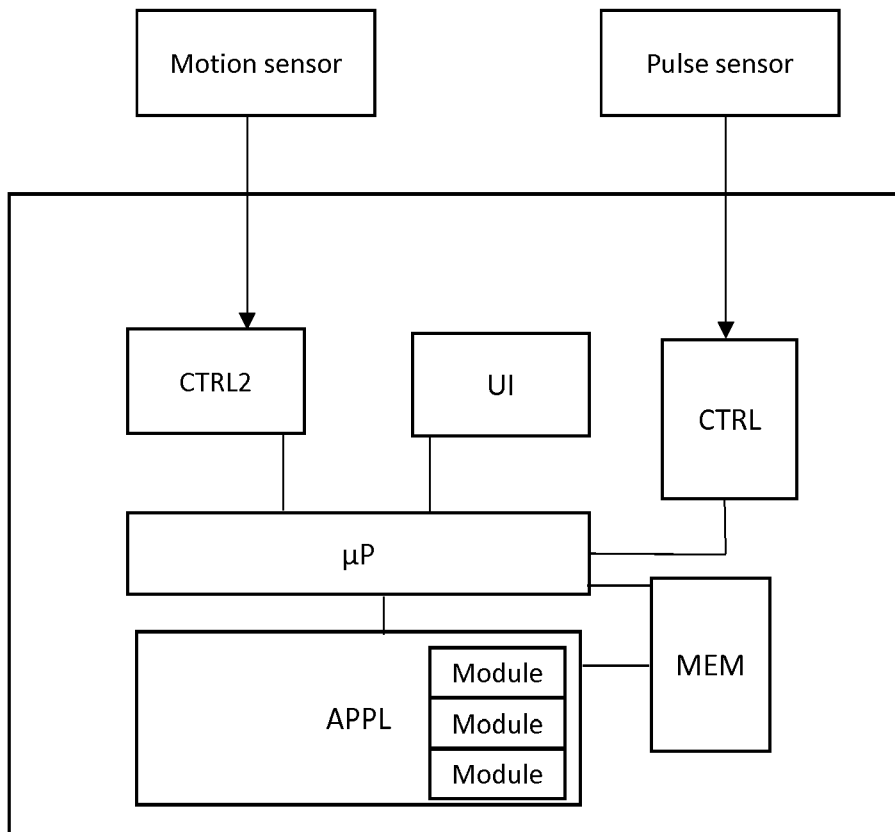 Motion sensor
Pulse sensor
CTRL2
UI
CTRL
µP
MEM
APPL
Module
Module
Module